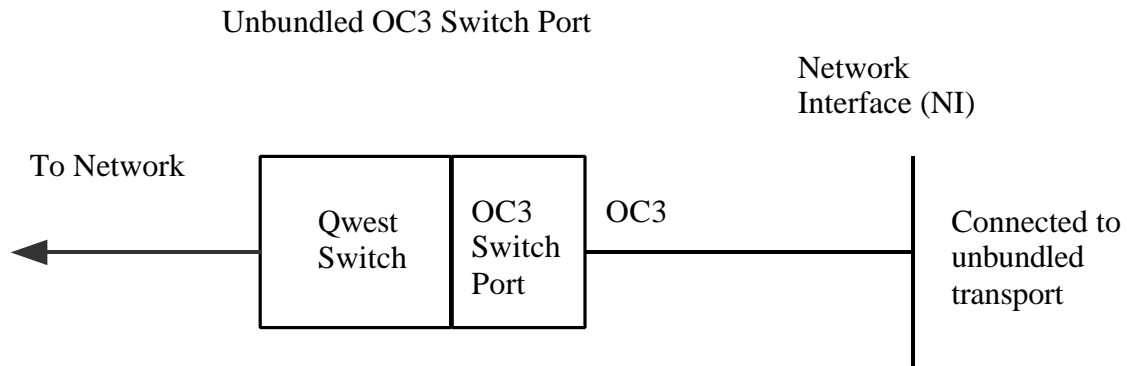 Unbundled OC3 Switch Port
Network
Interface (NI)
To Network
Qwest
Switch
OC3
Switch
Port
OC3
Connected to
unbundled
transport